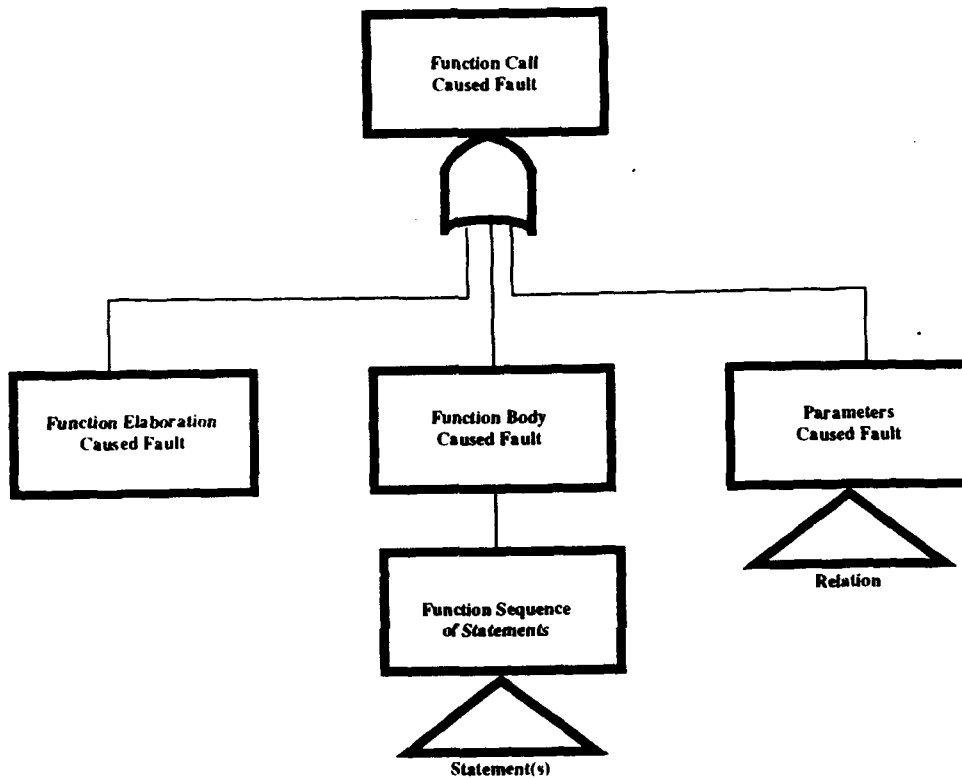 Function Call
Caused Fault
Function Elaboration
Caused Fault
Function Body
Caused Fault
Parameters
Caused Fault
Relation
Function Sequence
of Statements
Statement(s)